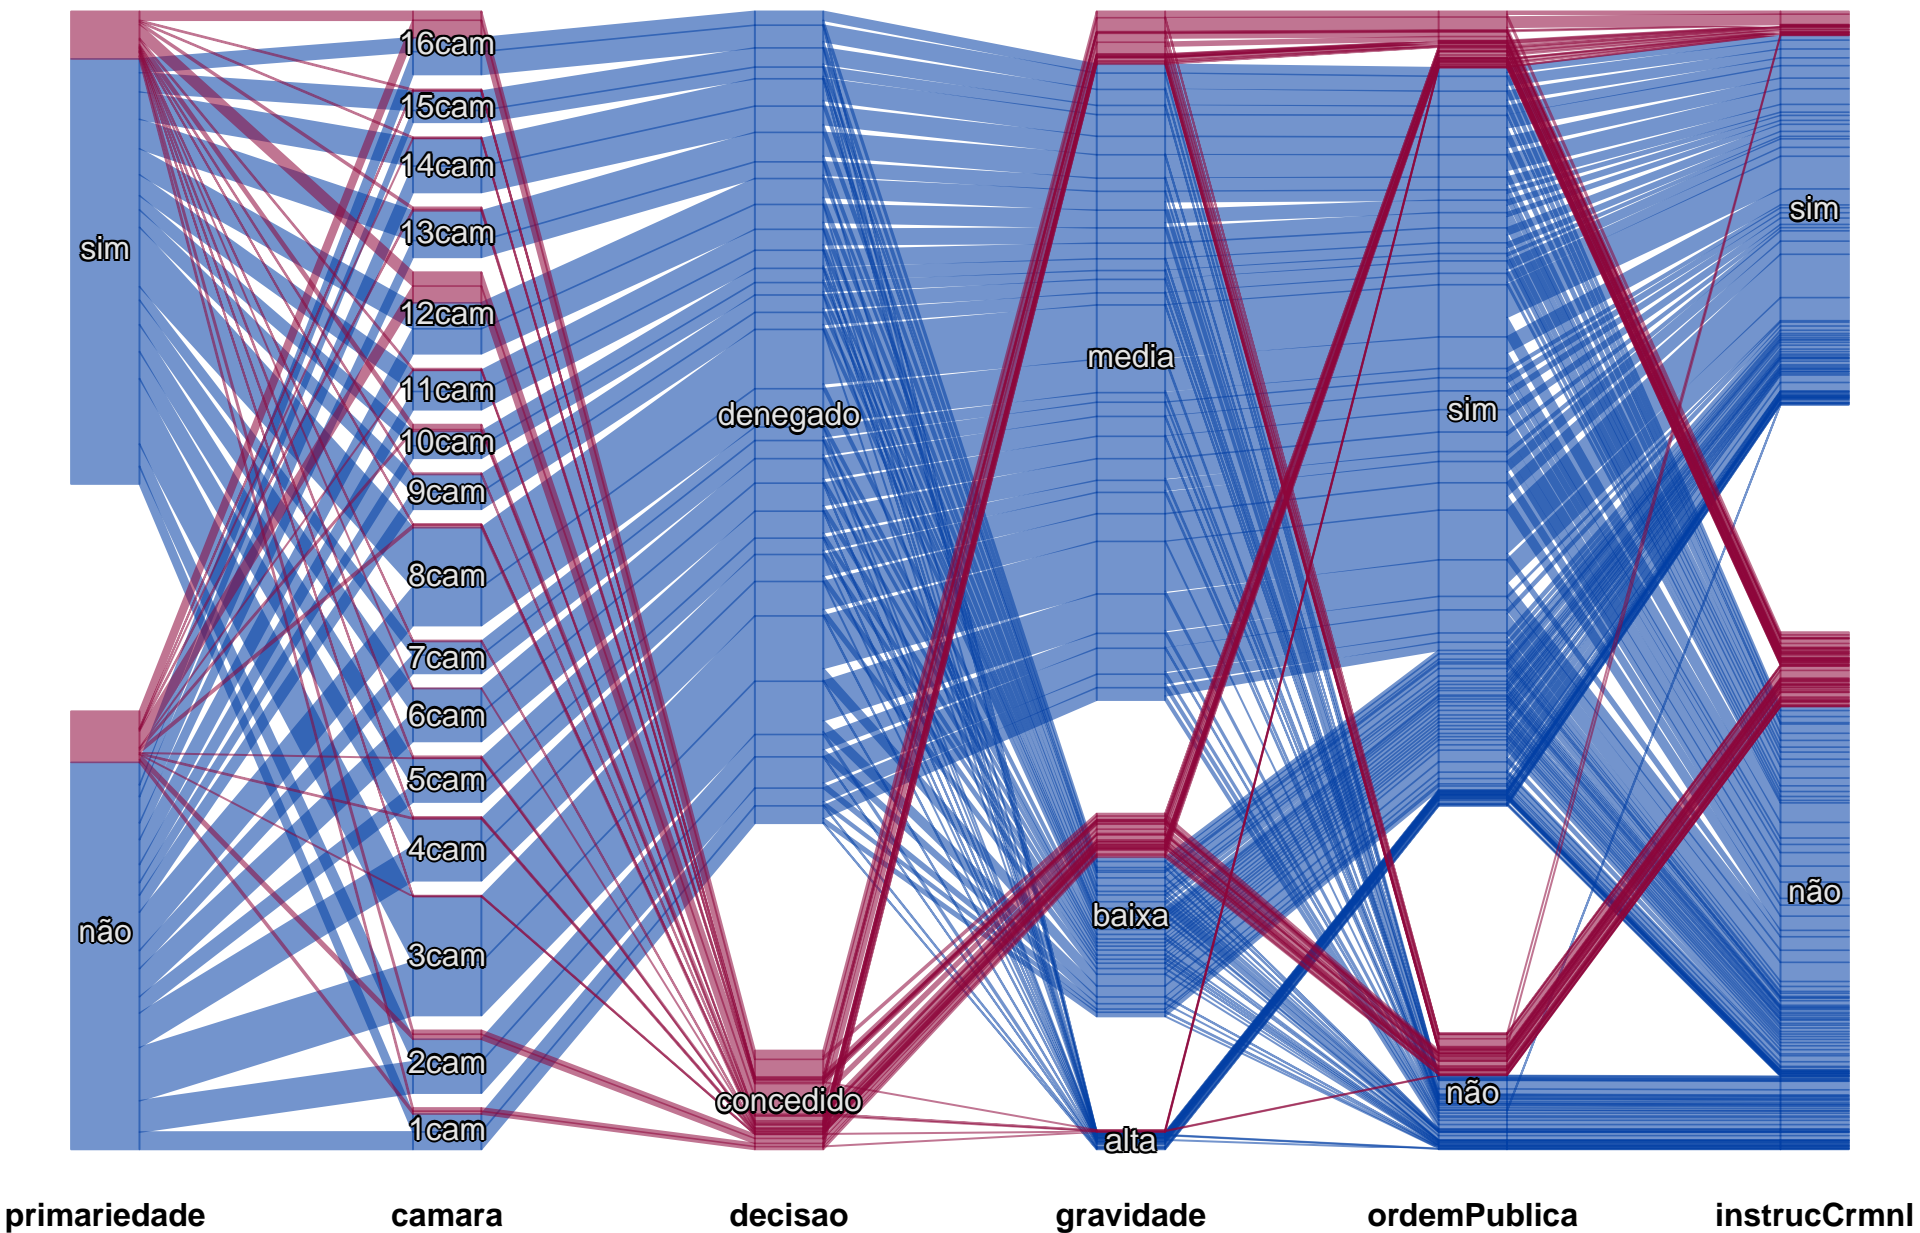 sim
não
16cam
15cam
14cam
13cam
12cam
11cam
10cam
9cam
8cam
7cam
6cam
5cam
4cam
3cam
2cam
1cam
denegado
concedido
media
baixa
alta
sim
não
sim
não
primariedade camara decisao gravidade ordemPublica instrucCrmnl